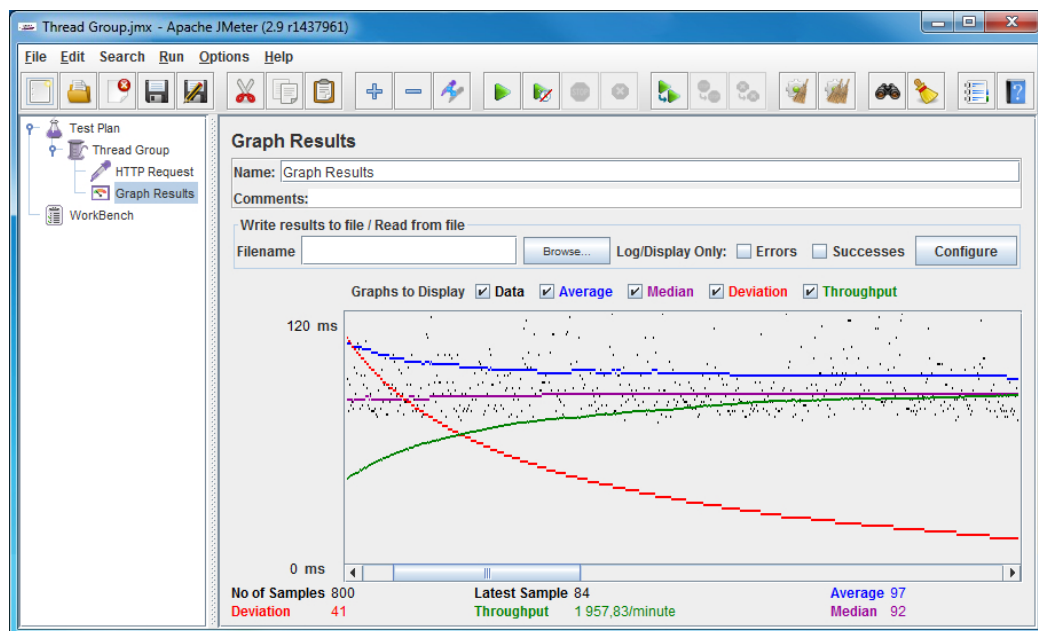 Thread Group.jmx - Apache JMeter (2.9 r1437961)
File Edit Search Run Options Help
Test Plan
Thread Group
HTTP Request
Graph Results
WorkBench
Graph Results
Name: Graph Results
Comments:
Write results to file / Read from file
Filename Browse... Log/Display Only: Errors Successes Configure
Graphs to Display Data Average Median Deviation Throughput
120 ms
0 ms
No of Samples 800 Latest Sample 84 Average 97
Deviation 41 Throughput 1 957,83/minute Median 92